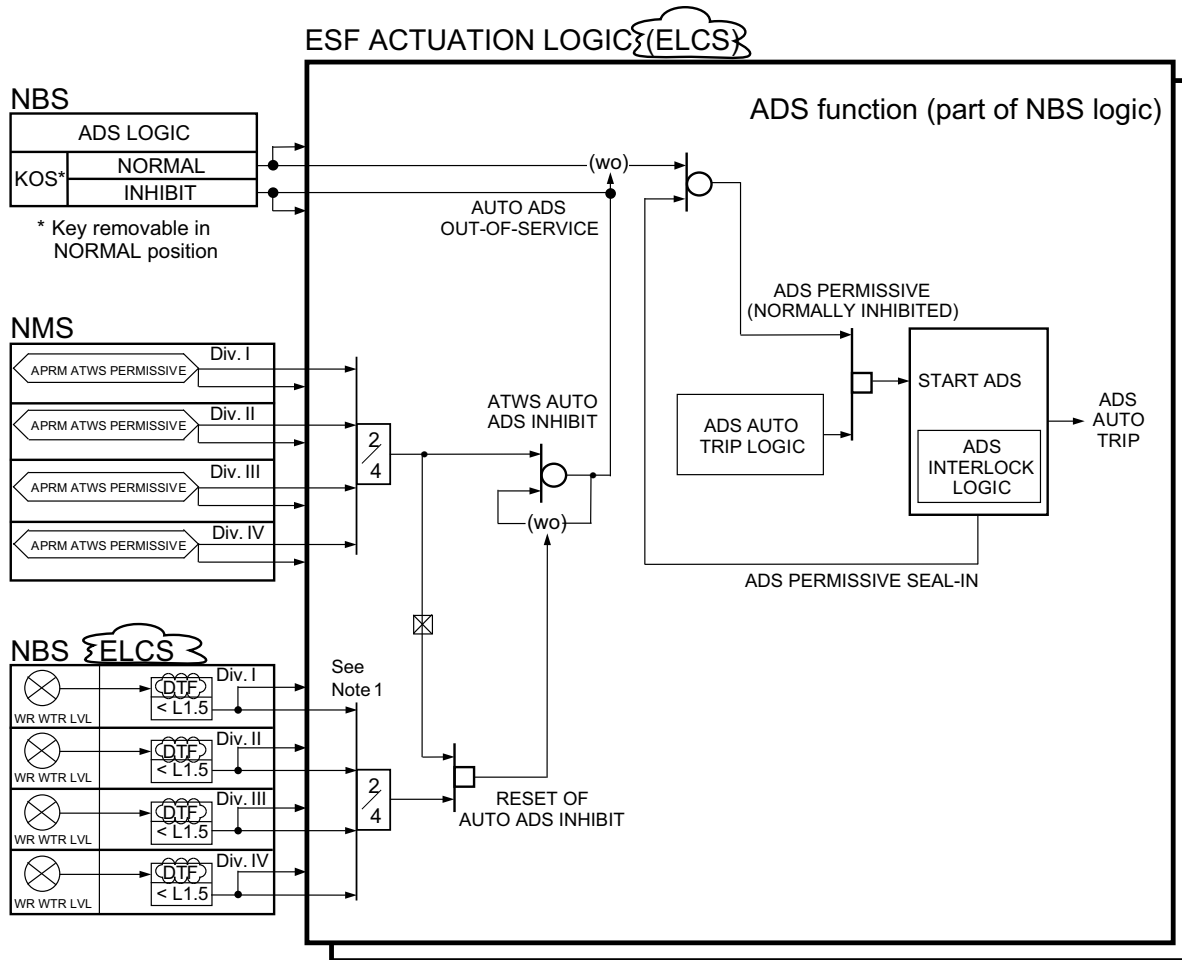 ESF ACTUATION LOGIC (ELCS)
ADS function (part of NBS logic)
NBS
ADS LOGIC
KOS*
NORMAL
INHIBIT
* Key removable in
NORMAL position
(wo)
AUTO ADS
OUT-OF-SERVICE
ADS PERMISSIVE
(NORMALLY INHIBITED)
START ADS
ADS
INTERLOCK
LOGIC
ADS
AUTO
TRIP
ADS AUTO
TRIP LOGIC
ADS PERMISSIVE SEAL-IN
NMS
APRM ATWS PERMISSIVE
Div. I
APRM ATWS PERMISSIVE
Div. II
APRM ATWS PERMISSIVE
Div. III
APRM ATWS PERMISSIVE
Div. IV
2/4
ATWS AUTO
ADS INHIBIT
(wo)
NBS ELCS
WR WTR LVL
DTF
< L1.5
Div. I
WR WTR LVL
DTF
< L1.5
Div. II
WR WTR LVL
DTF
< L1.5
Div. III
WR WTR LVL
DTF
< L1.5
Div. IV
See
Note 1
2/4
RESET OF
AUTO ADS INHIBIT